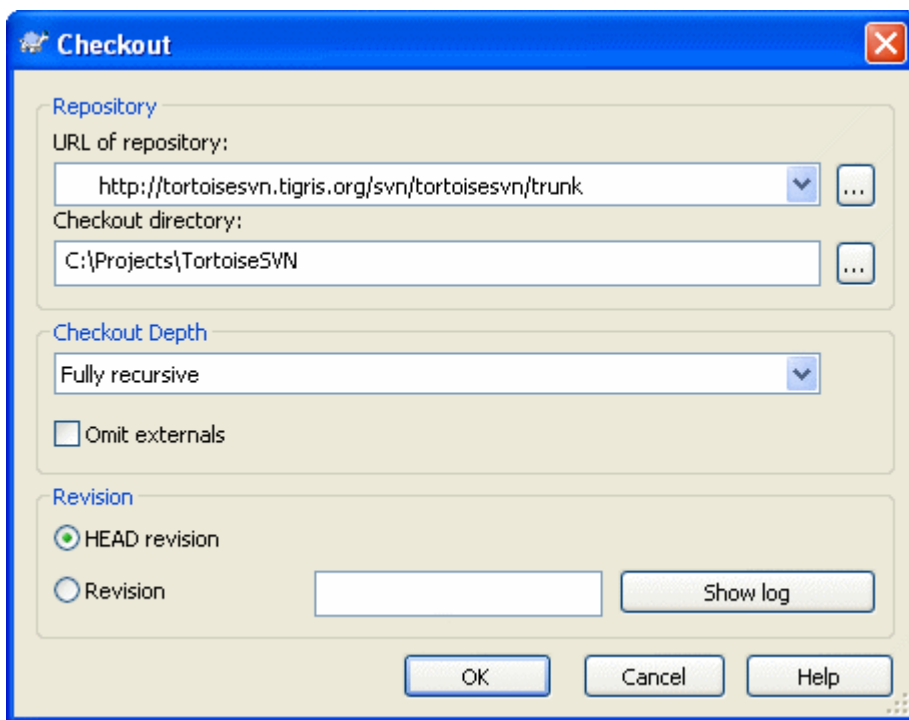 Checkout
Repository
URL of repository:
http://tortoisesvn.tigris.org/svn/tortoisesvn/trunk
...
Checkout directory:
C:\Projects\TortoiseSVN
...
Checkout Depth
Fully recursive
Omit externals
Revision
HEAD revision
Revision
Show log
OK Cancel Help